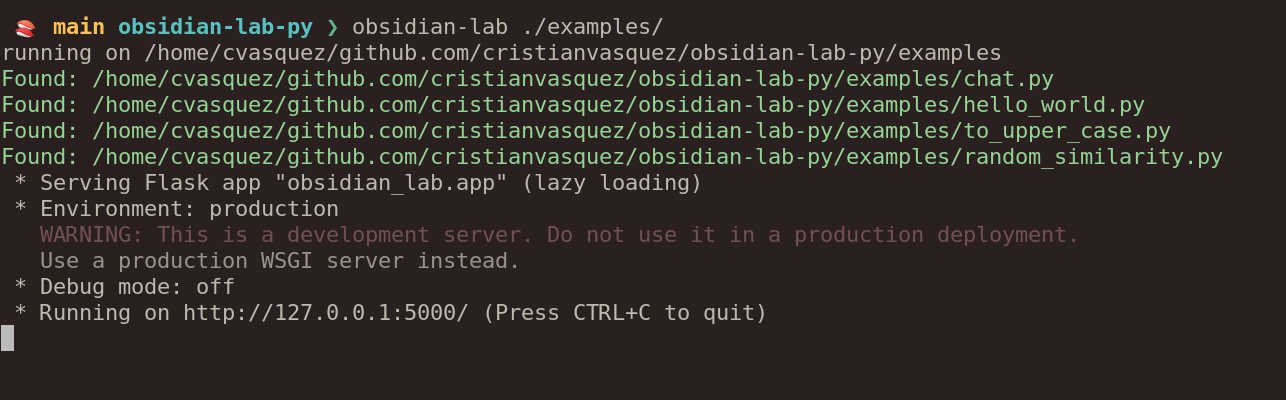 main obsidian-lab-py ❯ obsidian-lab ./examples/
running on /home/cvasquez/github.com/cristianvasquez/obsidian-lab-py/examples
Found: /home/cvasquez/github.com/cristianvasquez/obsidian-lab-py/examples/chat.py
Found: /home/cvasquez/github.com/cristianvasquez/obsidian-lab-py/examples/hello_world.py
Found: /home/cvasquez/github.com/cristianvasquez/obsidian-lab-py/examples/to_upper_case.py
Found: /home/cvasquez/github.com/cristianvasquez/obsidian-lab-py/examples/random_similarity.py
 * Serving Flask app "obsidian_lab.app" (lazy loading)
 * Environment: production
   WARNING: This is a development server. Do not use it in a production deployment.
   Use a production WSGI server instead.
 * Debug mode: off
 * Running on http://127.0.0.1:5000/ (Press CTRL+C to quit)